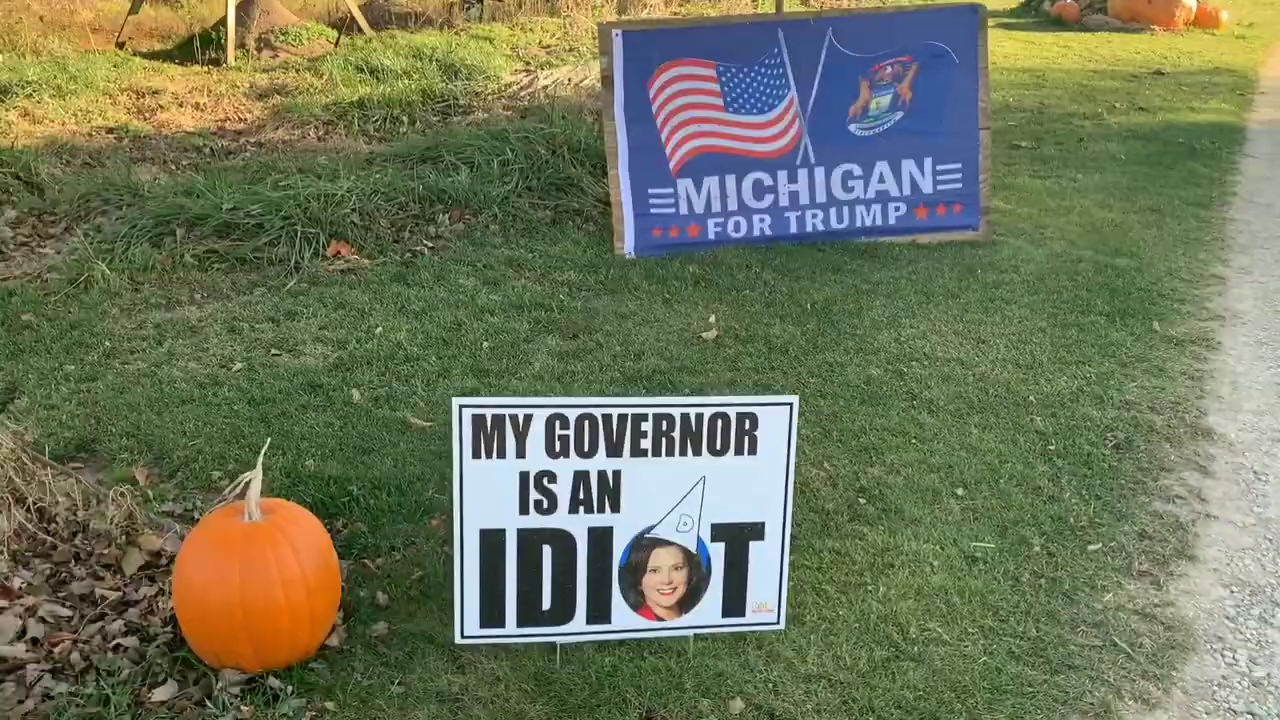 MICHIGAN
FOR TRUMP
MY GOVERNOR
IS AN
IDIOT
D